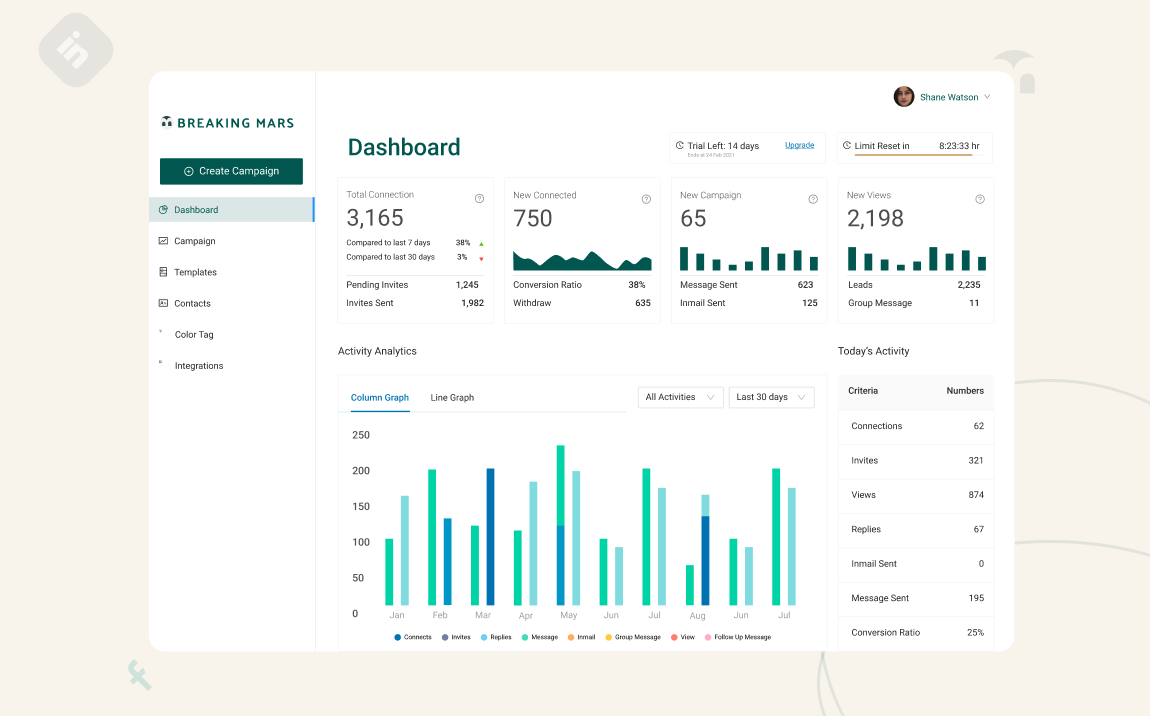 Shane Watson
BREAKING MARS
Create Campaign
Dashboard
Campaign
Templates
Contacts
Color Tag
Integrations
Dashboard
Trial Left: 14 days
Upgrade
Ends at 24 Feb 2021
Limit Reset in 8:23:33 hr
Total Connection
3,165
Compared to last 7 days 38%
Compared to last 30 days 3%
Pending Invites 1,245
Invites Sent 1,982
New Connected
750
Conversion Ratio 38%
Withdraw 635
New Campaign
65
Message Sent 623
Inmail Sent 125
New Views
2,198
Leads 2,235
Group Message 11
Activity Analytics
Column Graph Line Graph
All Activities
Last 30 days
250
200
150
100
50
0
Jan Feb Mar Apr May Jun Jul Aug Jun Jul
Connects Invites Replies Message Inmail Group Message View Follow Up Message
Today's Activity
Criteria Numbers
Connections 62
Invites 321
Views 874
Replies 67
Inmail Sent 0
Message Sent 195
Conversion Ratio 25%